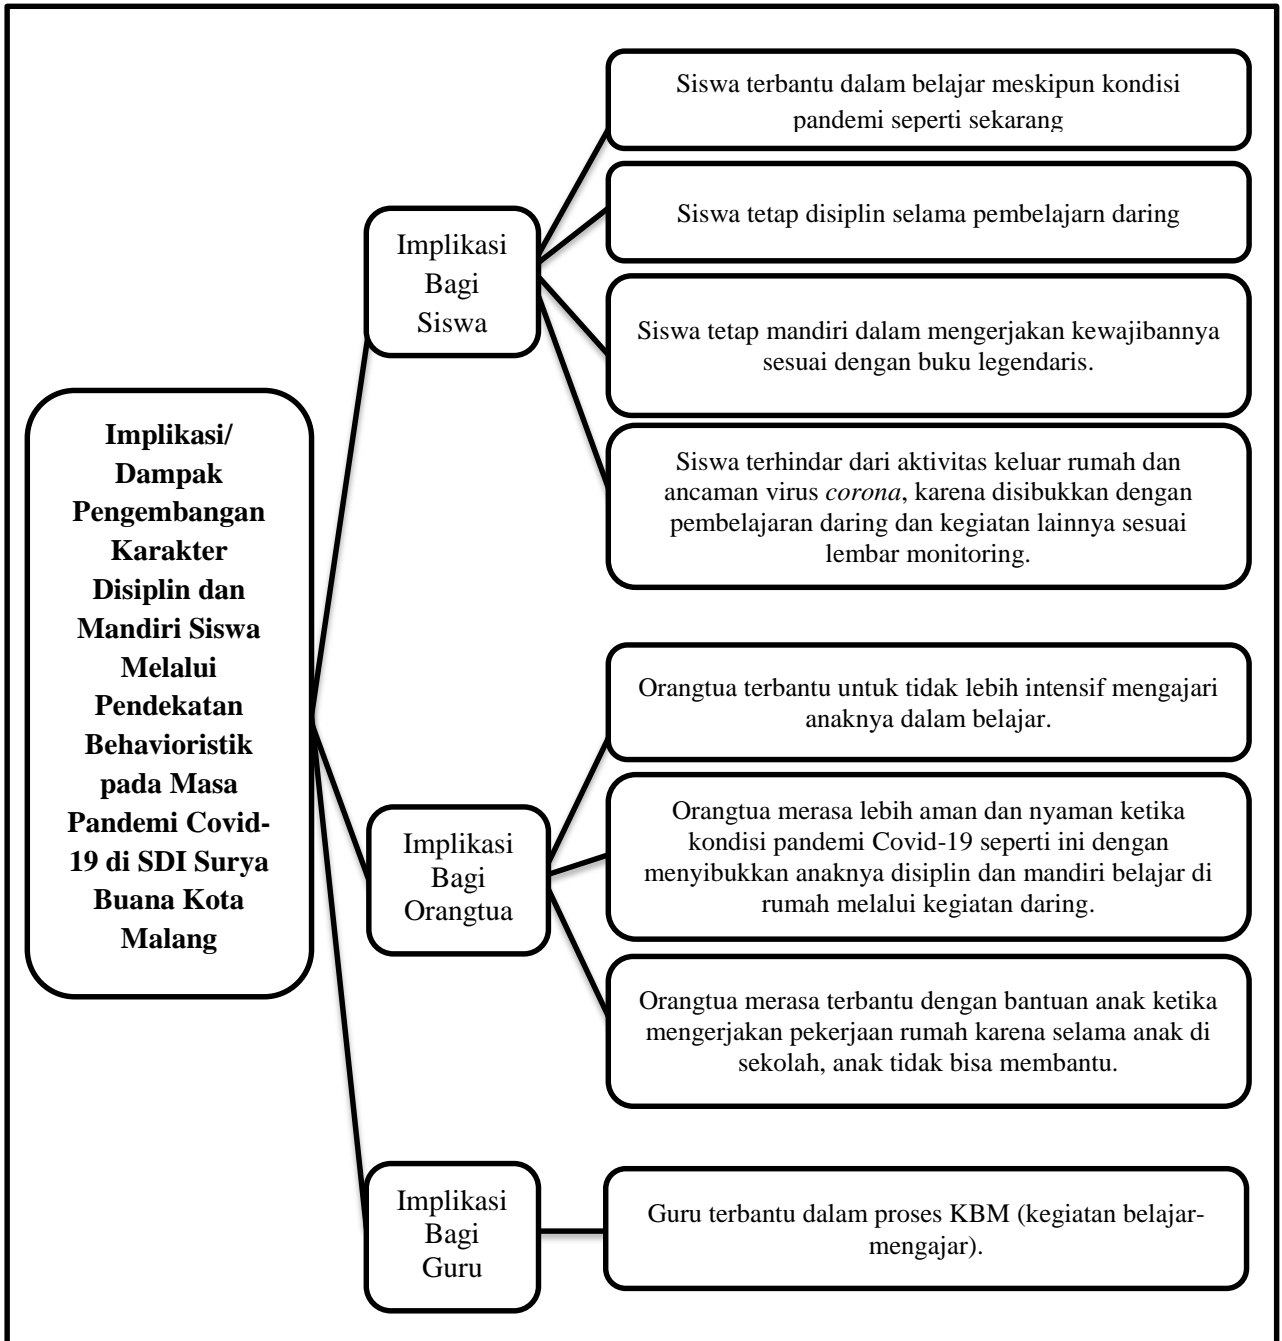 Implikasi/
Dampak
Pengembangan
Karakter
Disiplin dan
Mandiri Siswa
Melalui
Pendekatan
Behavioristik
pada Masa
Pandemi Covid-
19 di SDI Surya
Buana Kota
Malang
Implikasi
Bagi
Siswa
Siswa terbantu dalam belajar meskipun kondisi
pandemi seperti sekarang
Siswa tetap disiplin selama pembelajarn daring
Siswa tetap mandiri dalam mengerjakan kewajibannya
sesuai dengan buku legendaris.
Siswa terhindar dari aktivitas keluar rumah dan
ancaman virus corona, karena disibukkan dengan
pembelajaran daring dan kegiatan lainnya sesuai
lembar monitoring.
Implikasi
Bagi
Orangtua
Orangtua terbantu untuk tidak lebih intensif mengajari
anaknya dalam belajar.
Orangtua merasa lebih aman dan nyaman ketika
kondisi pandemi Covid-19 seperti ini dengan
menyibukkan anaknya disiplin dan mandiri belajar di
rumah melalui kegiatan daring.
Orangtua merasa terbantu dengan bantuan anak ketika
mengerjakan pekerjaan rumah karena selama anak di
sekolah, anak tidak bisa membantu.
Implikasi
Bagi
Guru
Guru terbantu dalam proses KBM (kegiatan belajar-
mengajar).